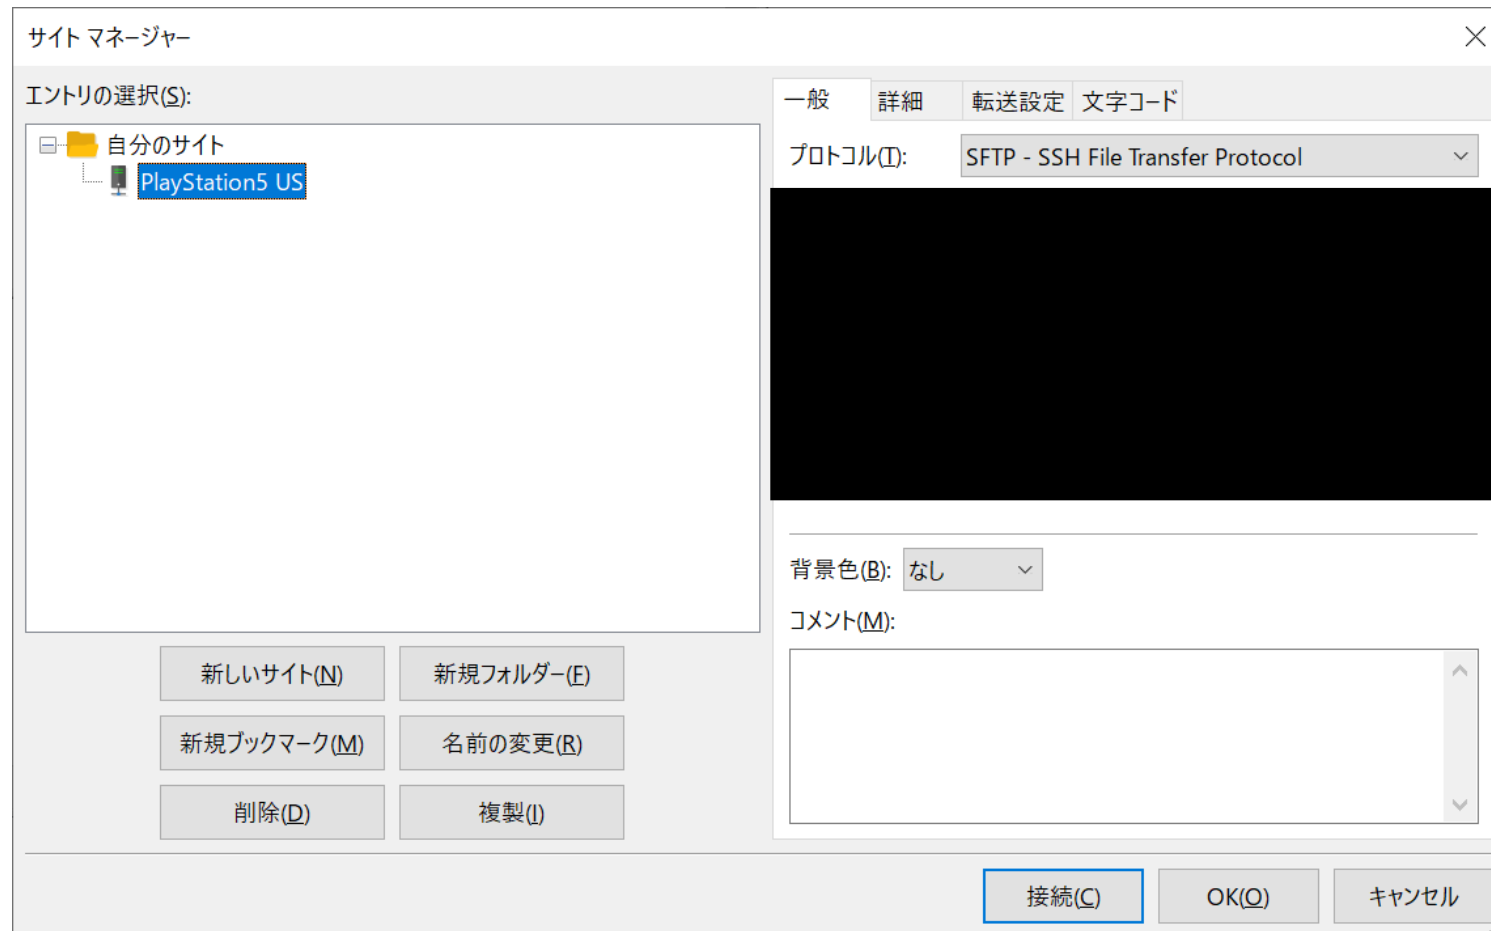 サイト マネージャー
エントリの選択(S):
自分のサイト
PlayStation5 US
新しいサイト(N) 新規フォルダー(F)
新規ブックマーク(M) 名前の変更(R)
削除(D) 複製(I)
一般 詳細 転送設定 文字コード
プロトコル(T): SFTP - SSH File Transfer Protocol
背景色(B): なし
コメント(M):
接続(C) OK(O) キャンセル